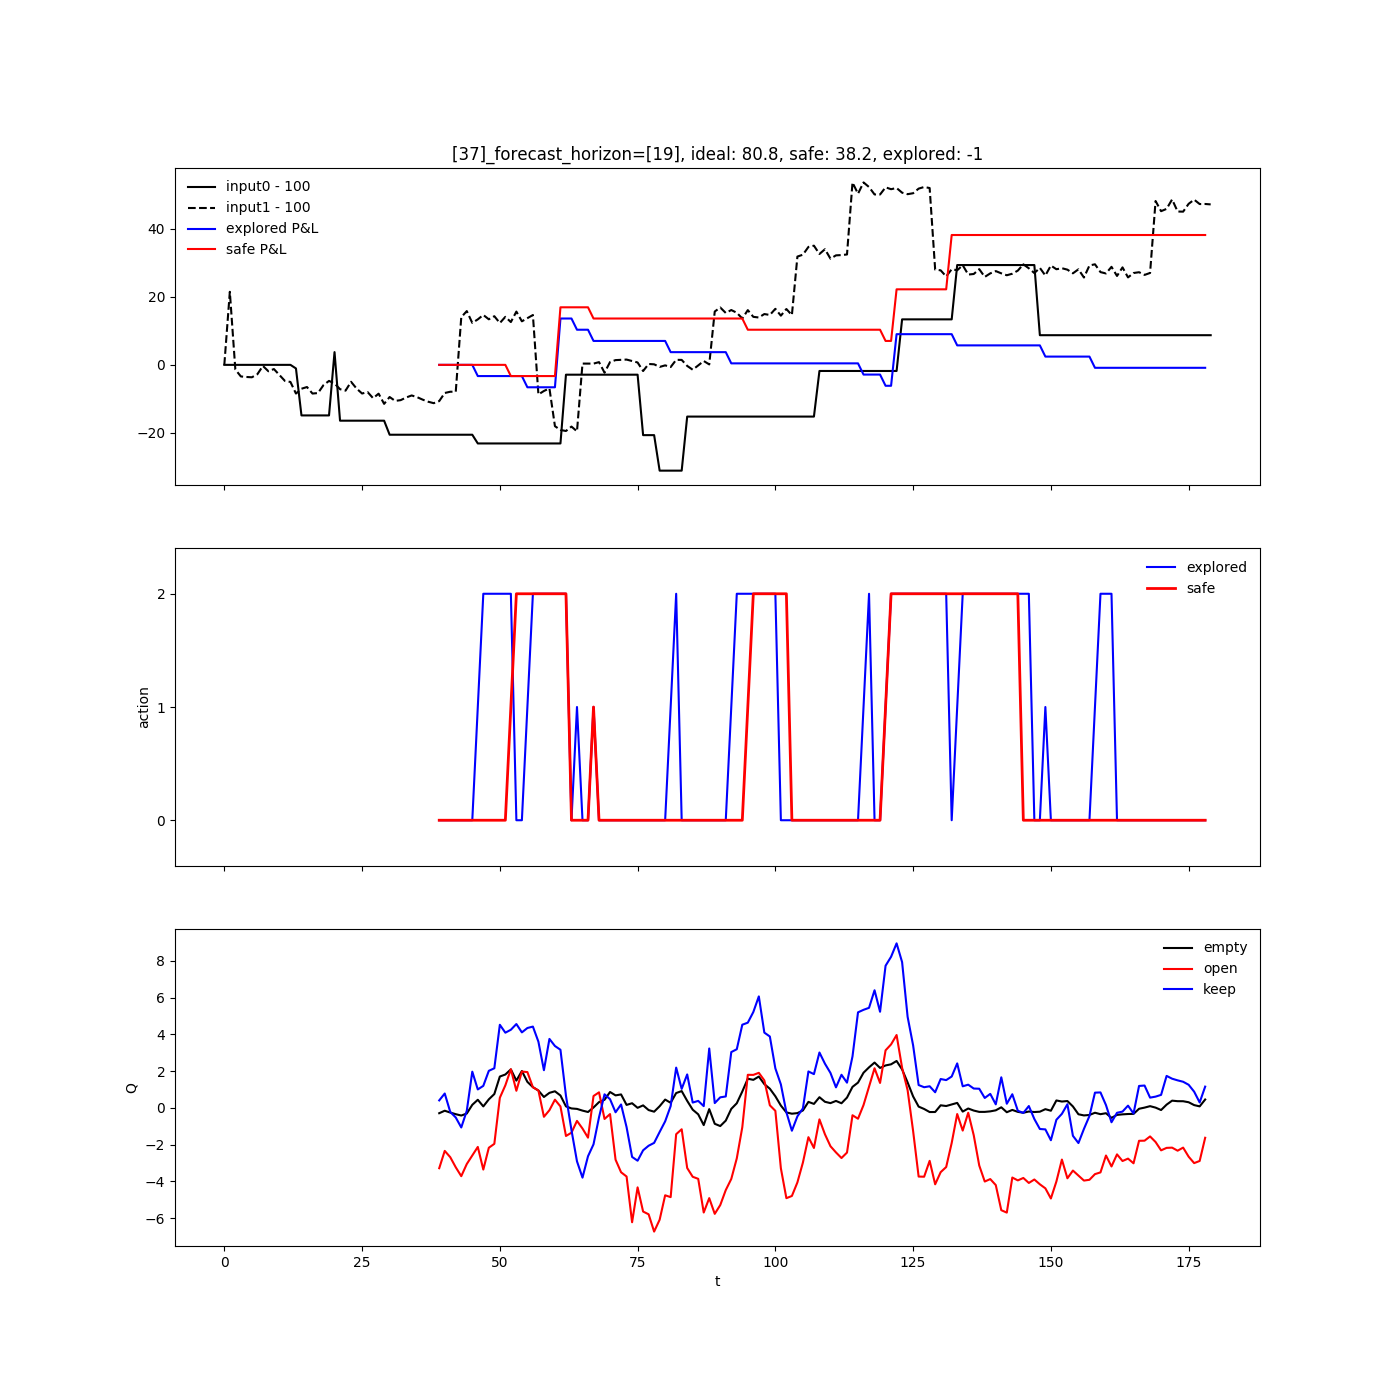 [37]_forecast_horizon=[19], ideal: 80.8, safe: 38.2, explored: -1
input0 - 100
input1 - 100
explored P&L
safe P&L
40
20
0
−20
explored
safe
2
1
0
action
empty
open
keep
8
6
4
2
0
−2
−4
−6
Q
0 25 50 75 100 125 150 175
t